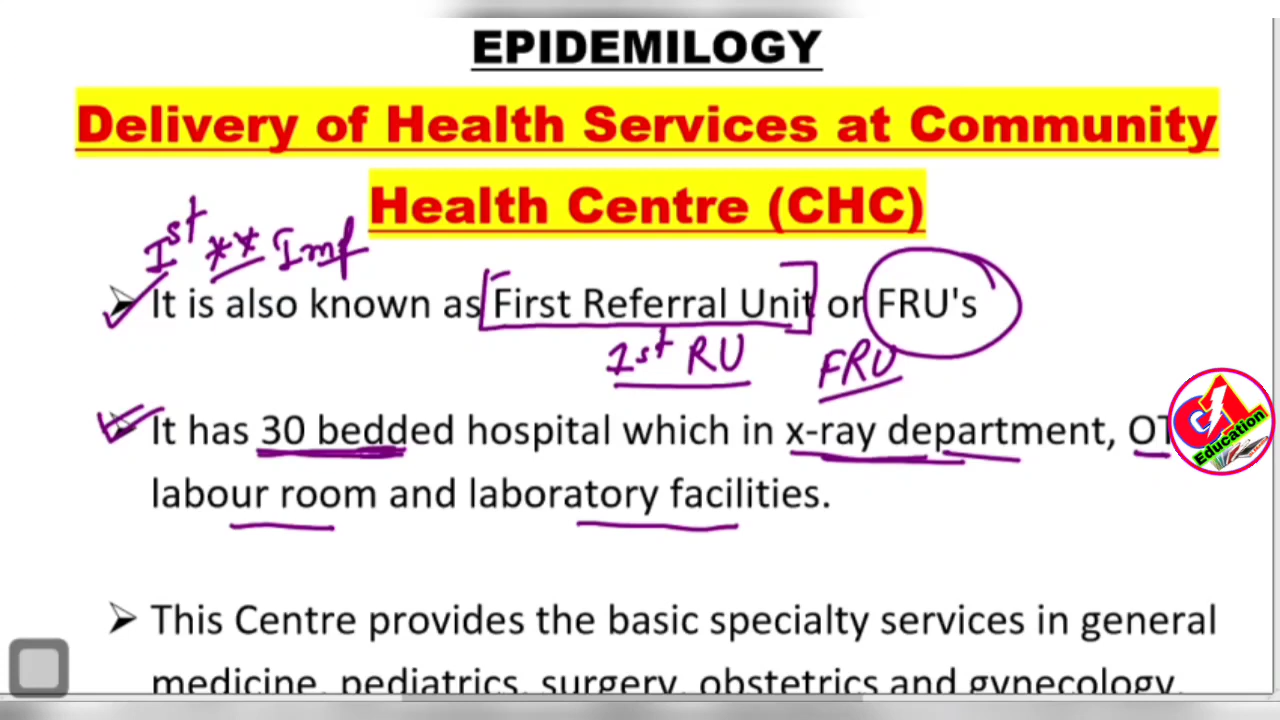 EPIDEMILOGY
Delivery of Health Services at Community
Health Centre (CHC)
Ist ** Imp
It is also known as First Referral Unit or FRU's
1st RU FRU
It has 30 bedded hospital which in x-ray department, OT
labour room and laboratory facilities.
Education
This Centre provides the basic specialty services in general
medicine, pediatrics, surgery, obstetrics and gynecology.